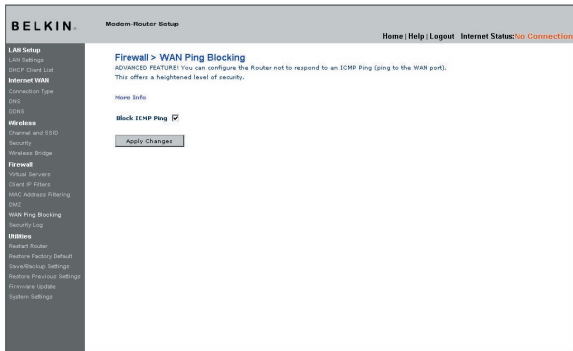 BELKIN®
Modem-Router Setup
Home | Help | Logout Internet Status:No Connection
LAN Setup
LAN Settings
DHCP Client List
Internet WAN
Connection Type
DNS
DDNS
Wireless
Channel and SSID
Security
Wireless Bridge
Firewall
Virtual Servers
Client IP Filters
MAC Address Filtering
DMZ
WAN Ping Blocking
Security Log
Utilities
Restart Router
Restore Factory Default
Save/Backup Settings
Restore Previous Settings
Firmware Update
System Settings
Firewall > WAN Ping Blocking
ADVANCED FEATURE! You can configure the Router not to respond to an ICMP Ping (ping to the WAN port).
This offers a heightened level of security.
More Info
Block ICMP Ping
Apply Changes